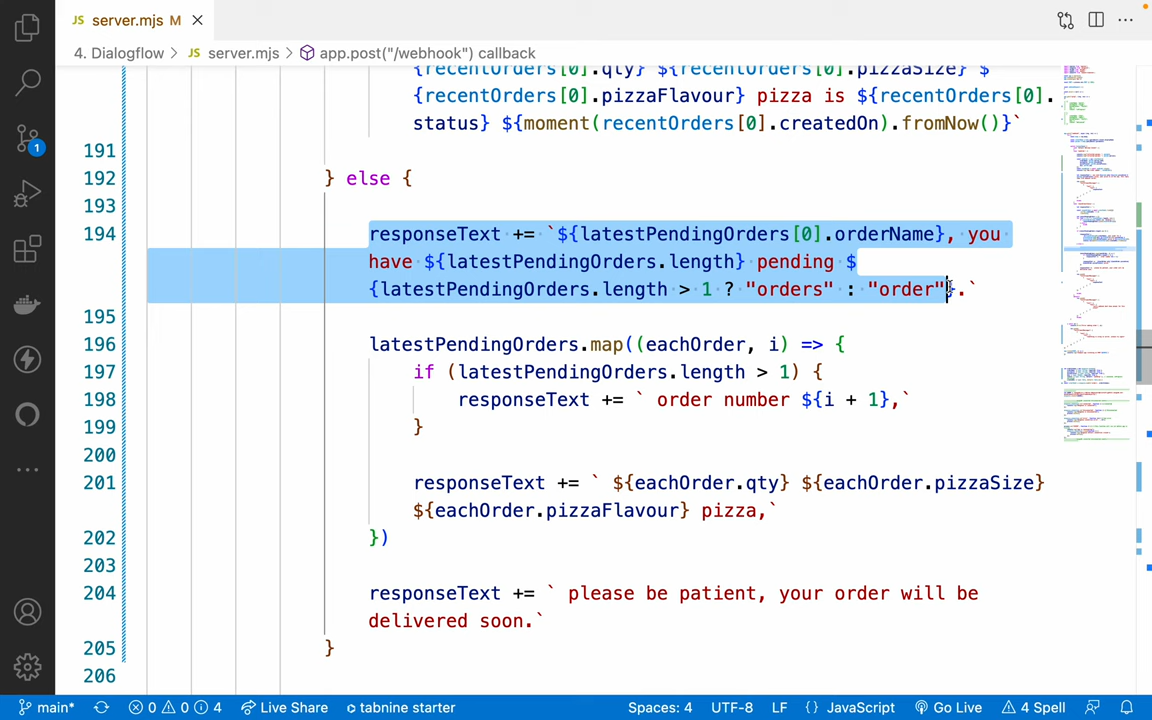 JS server.mjs M
4. Dialogflow > JS server.mjs > app.post("/webhook") callback
{recentOrders[0].qty} ${recentOrders[0].pizzaSize} $
{recentOrders[0].pizzaFlavour} pizza is ${recentOrders[0].
status} ${moment(recentOrders[0].createdOn).fromNow()}`
191
192 } else {
193
194 responseText += `${latestPendingOrders[0].orderName}, you
have ${latestPendingOrders.length} pending $
{latestPendingOrders.length > 1 ? "orders" : "order"}.`
195
196 latestPendingOrders.map((eachOrder, i) => {
197 if (latestPendingOrders.length > 1) {
198 responseText += ` order number ${i + 1},`
199 }
200
201 responseText += ` ${eachOrder.qty} ${eachOrder.pizzaSize}
${eachOrder.pizzaFlavour} pizza,`
202 })
203
204 responseText += ` please be patient, your order will be
delivered soon.`
205 }
206
1
main* 0 0 4 Live Share tabnine starter Spaces: 4 UTF-8 LF {} JavaScript Go Live 4 Spell